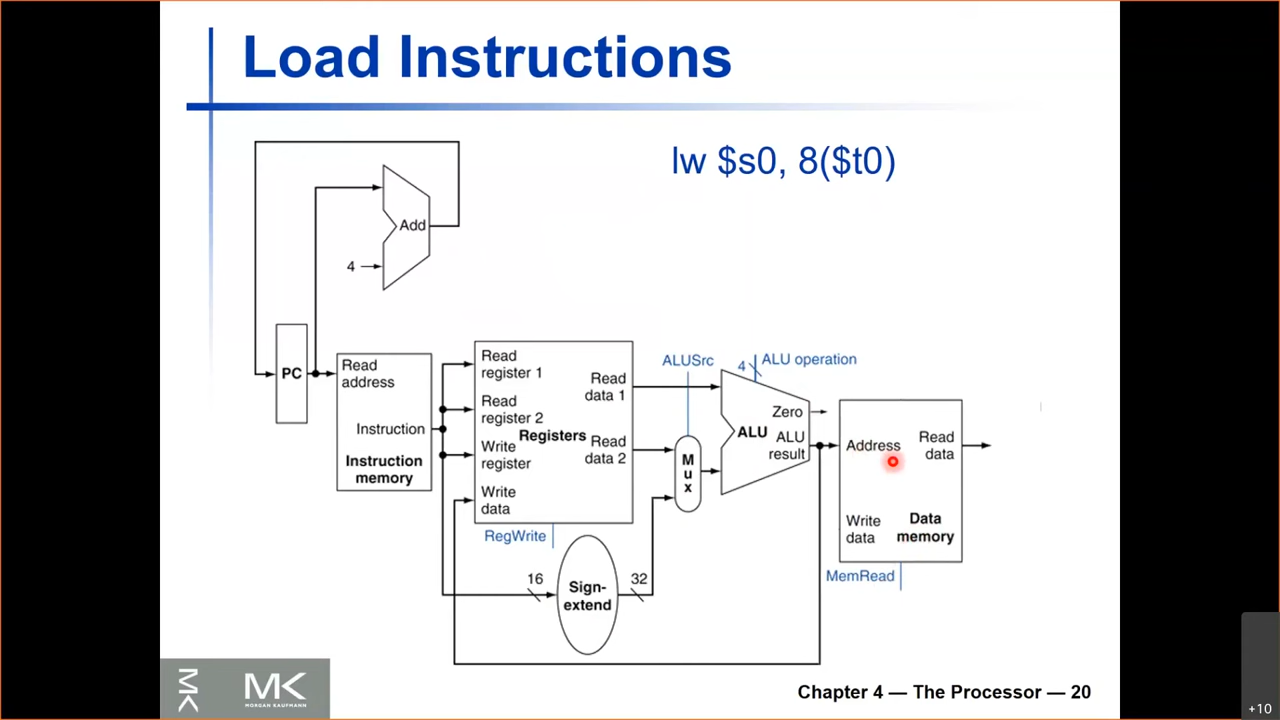 Load Instructions
lw $s0, 8($t0)
Add
4
PC
Read
address
Instruction
Instruction
memory
Read
register 1
Read
register 2
Write
register
Write
data
Registers
Read
data 1
Read
data 2
RegWrite
16
Sign-
extend
32
ALUSrc
M
u
x
4
ALU operation
Zero
ALU
ALU
result
Address
Read
data
Write
data
Data
memory
MemRead
MK
MK
MORGAN KAUFMANN
Chapter 4 — The Processor — 20
+10